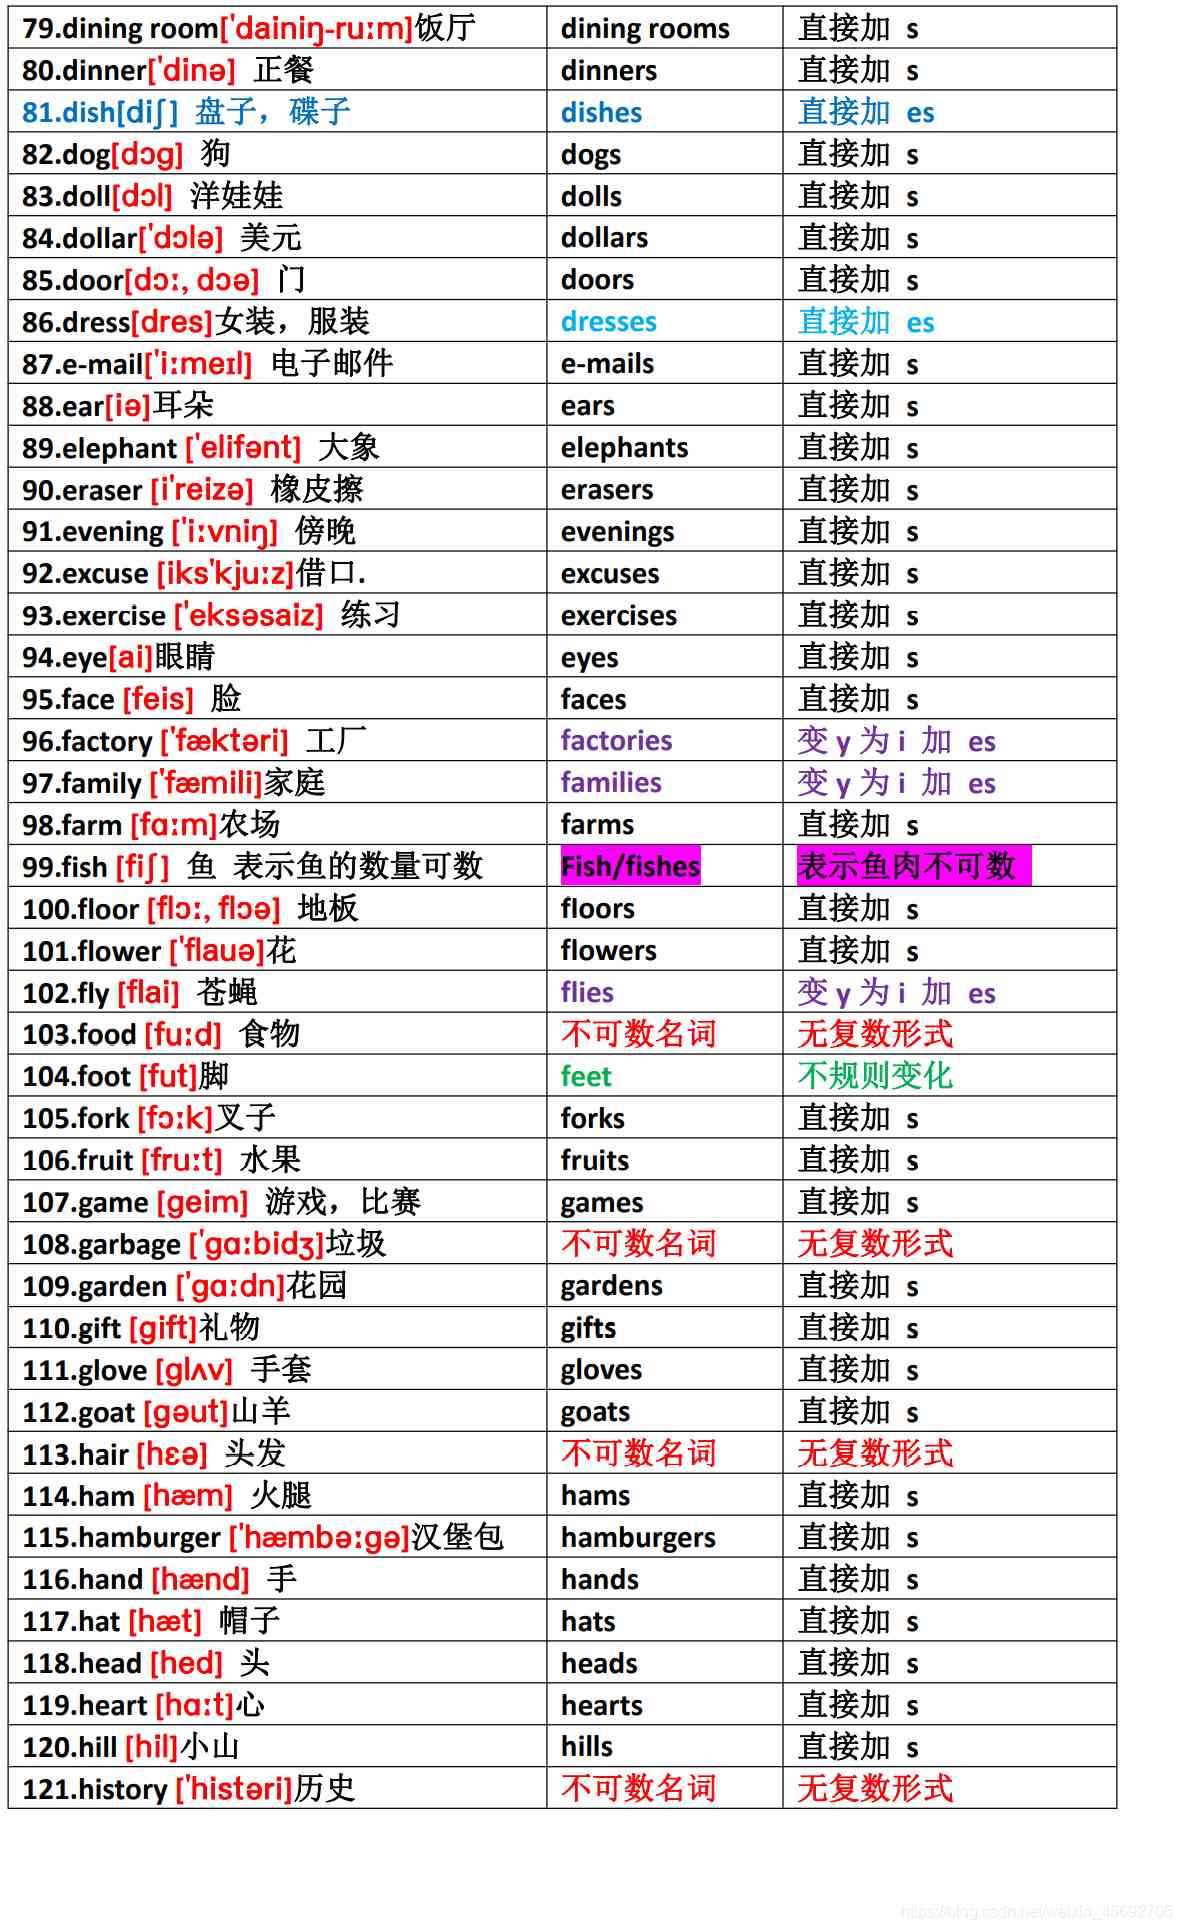 79.dining room['dainiŋ-ruːm]饭厅 dining rooms 直接加 s
80.dinner['dinə] 正餐 dinners 直接加 s
81.dish[diʃ] 盘子，碟子 dishes 直接加 es
82.dog[dɔg] 狗 dogs 直接加 s
83.doll[dɔl] 洋娃娃 dolls 直接加 s
84.dollar['dɔlə] 美元 dollars 直接加 s
85.door[dɔː, dɔə] 门 doors 直接加 s
86.dress[dres]女装，服装 dresses 直接加 es
87.e-mail['iːmeɪl] 电子邮件 e-mails 直接加 s
88.ear[iə]耳朵 ears 直接加 s
89.elephant ['elifənt] 大象 elephants 直接加 s
90.eraser [i'reizə] 橡皮擦 erasers 直接加 s
91.evening ['iːvniŋ] 傍晚 evenings 直接加 s
92.excuse [iks'kjuːz]借口. excuses 直接加 s
93.exercise ['eksəsaiz] 练习 exercises 直接加 s
94.eye[ai]眼睛 eyes 直接加 s
95.face [feis] 脸 faces 直接加 s
96.factory ['fæktəri] 工厂 factories 变 y 为 i 加 es
97.family ['fæmili]家庭 families 变 y 为 i 加 es
98.farm [fɑːm]农场 farms 直接加 s
99.fish [fiʃ] 鱼 表示鱼的数量可数 Fish/fishes 表示鱼肉不可数
100.floor [flɔː, flɔə] 地板 floors 直接加 s
101.flower ['flauə]花 flowers 直接加 s
102.fly [flai] 苍蝇 flies 变 y 为 i 加 es
103.food [fuːd] 食物 不可数名词 无复数形式
104.foot [fut]脚 feet 不规则变化
105.fork [fɔːk]叉子 forks 直接加 s
106.fruit [fruːt] 水果 fruits 直接加 s
107.game [geim] 游戏，比赛 games 直接加 s
108.garbage ['gɑːbidʒ]垃圾 不可数名词 无复数形式
109.garden ['gɑːdn]花园 gardens 直接加 s
110.gift [gift]礼物 gifts 直接加 s
111.glove [glʌv] 手套 gloves 直接加 s
112.goat [gəut]山羊 goats 直接加 s
113.hair [hɛə] 头发 不可数名词 无复数形式
114.ham [hæm] 火腿 hams 直接加 s
115.hamburger ['hæmbəːgə]汉堡包 hamburgers 直接加 s
116.hand [hænd] 手 hands 直接加 s
117.hat [hæt] 帽子 hats 直接加 s
118.head [hed] 头 heads 直接加 s
119.heart [hɑːt]心 hearts 直接加 s
120.hill [hil]小山 hills 直接加 s
121.history ['histəri]历史 不可数名词 无复数形式
https://blog.csdn.net/weixin_45692705